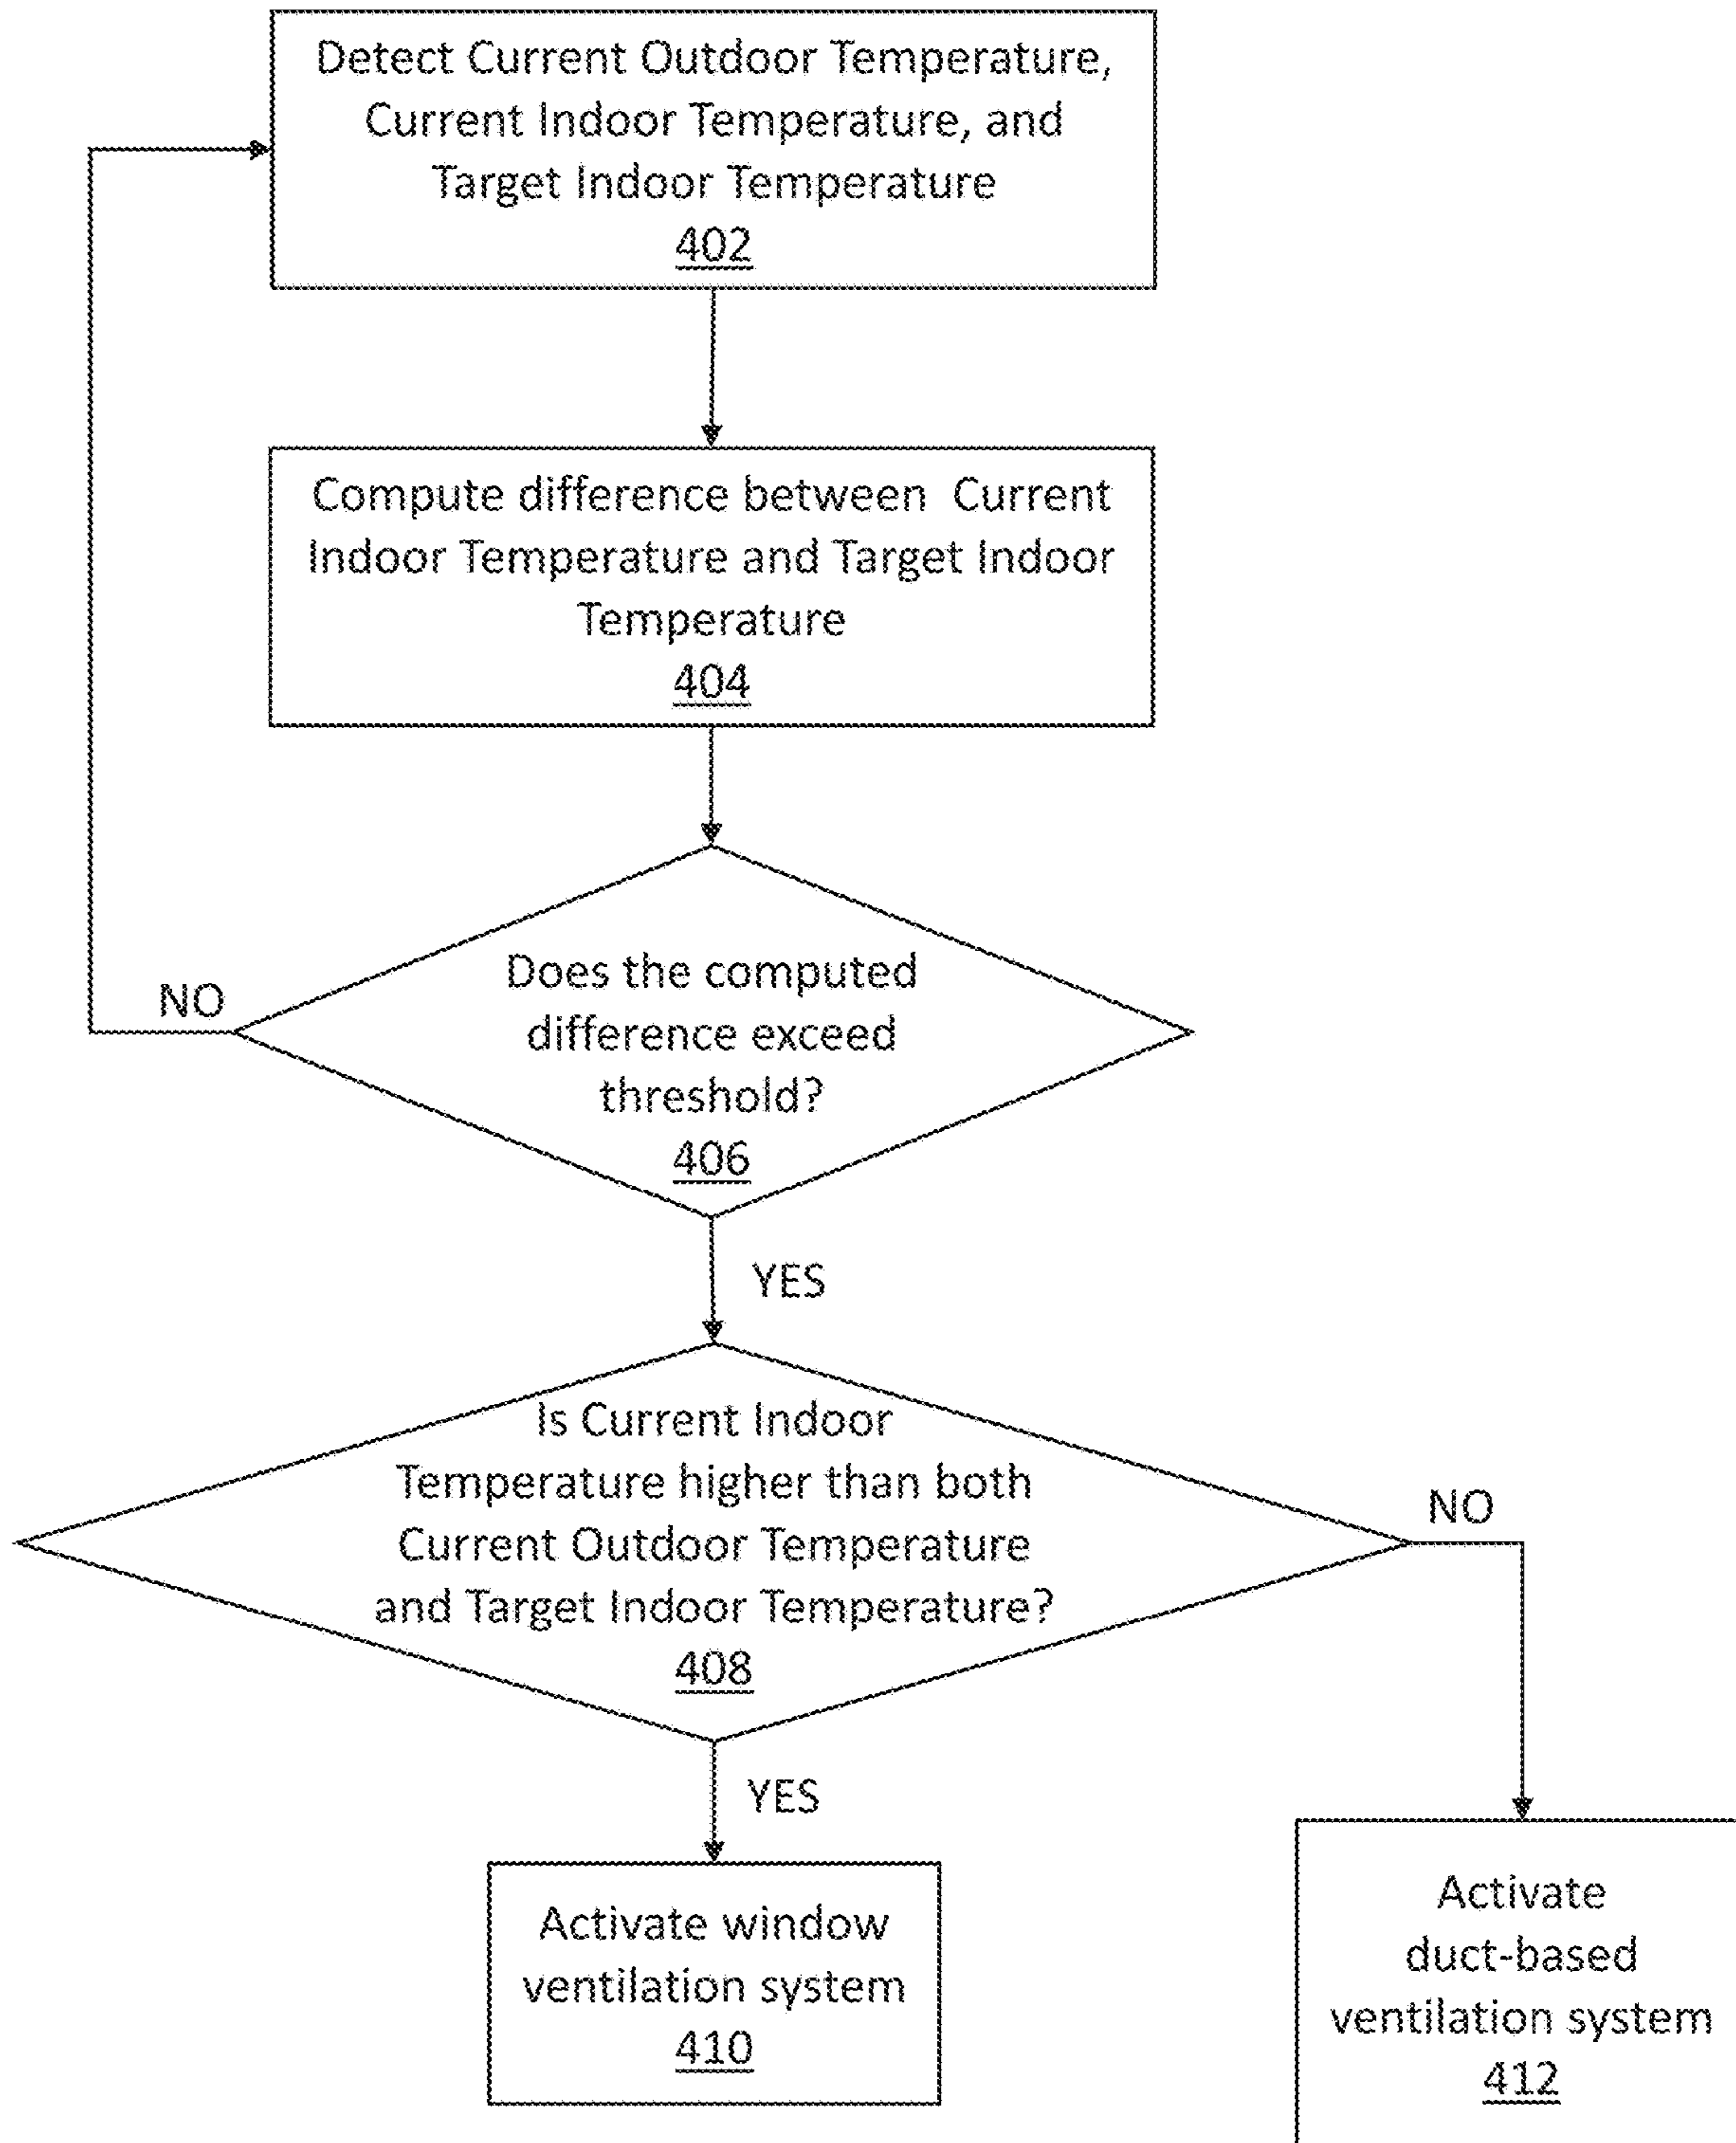 Detect Current Outdoor Temperature,
Current Indoor Temperature, and
Target Indoor Temperature
402
Compute difference between Current
Indoor Temperature and Target Indoor
Temperature
404
Does the computed
difference exceed
threshold?
406
NO
YES
Is Current Indoor
Temperature higher than both
Current Outdoor Temperature
and Target Indoor Temperature?
408
NO
YES
Activate window
ventilation system
410
Activate
duct-based
ventilation system
412